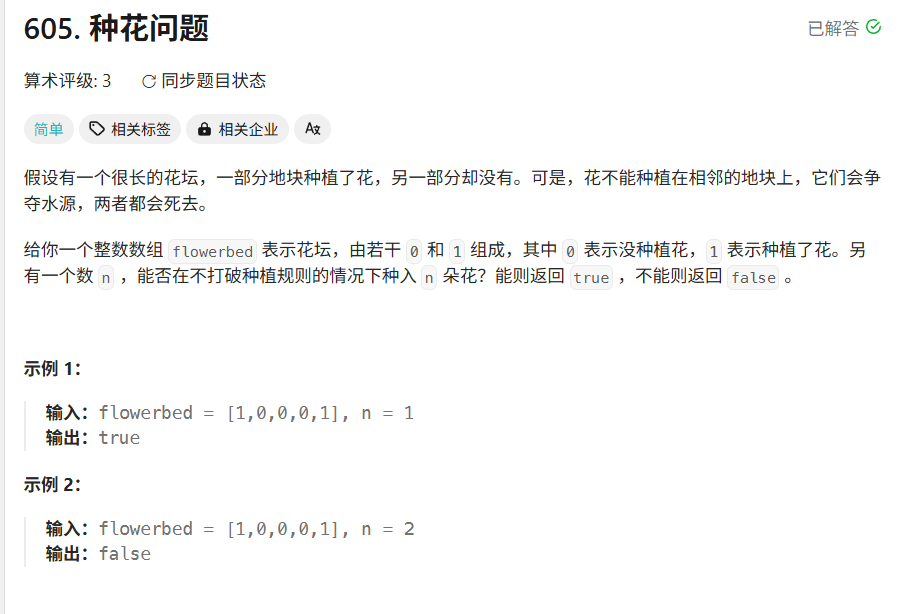 605. 种花问题
已解答
算术评级: 3 同步题目状态
简单 相关标签 相关企业 Aあ
假设有一个很长的花坛，一部分地块种植了花，另一部分却没有。可是，花不能种植在相邻的地块上，它们会争
夺水源，两者都会死去。
给你一个整数数组 flowerbed 表示花坛，由若干 0 和 1 组成，其中 0 表示没种植花，1 表示种植了花。另
有一个数 n ，能否在不打破种植规则的情况下种入 n 朵花？能则返回 true ，不能则返回 false 。
示例 1：
输入：flowerbed = [1,0,0,0,1], n = 1
输出：true
示例 2：
输入：flowerbed = [1,0,0,0,1], n = 2
输出：false